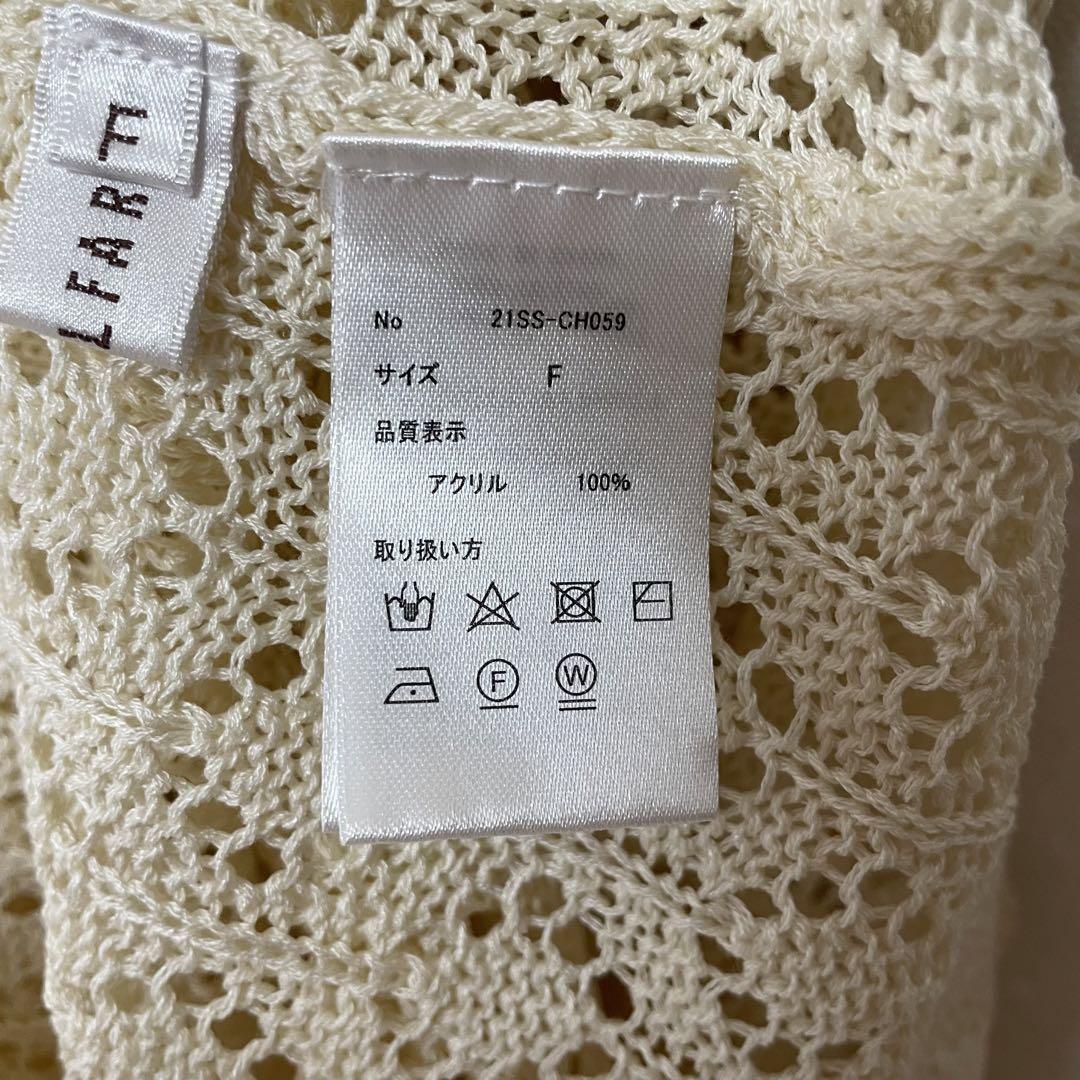 F
LFAR
No 21SS-CH059
サイズ F
品質表示
アクリル 100%
取り扱い方
F W